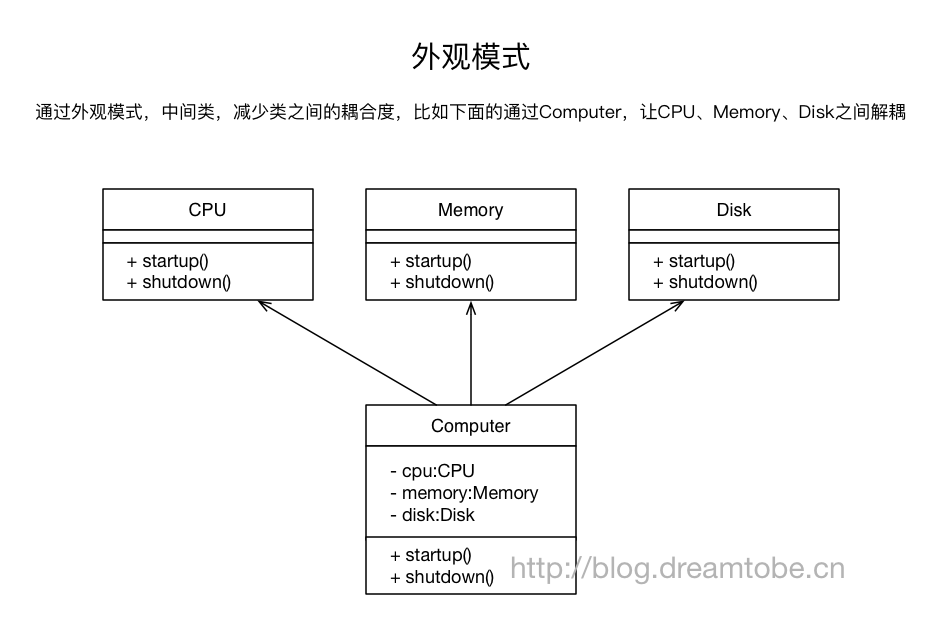 外观模式
通过外观模式，中间类，减少类之间的耦合度，比如下面的通过Computer，让CPU、Memory、Disk之间解耦
CPU
+ startup()
+ shutdown()
Memory
+ startup()
+ shutdown()
Disk
+ startup()
+ shutdown()
Computer
- cpu:CPU
- memory:Memory
- disk:Disk
+ startup()
+ shutdown()
http://blog.dreamtobe.cn